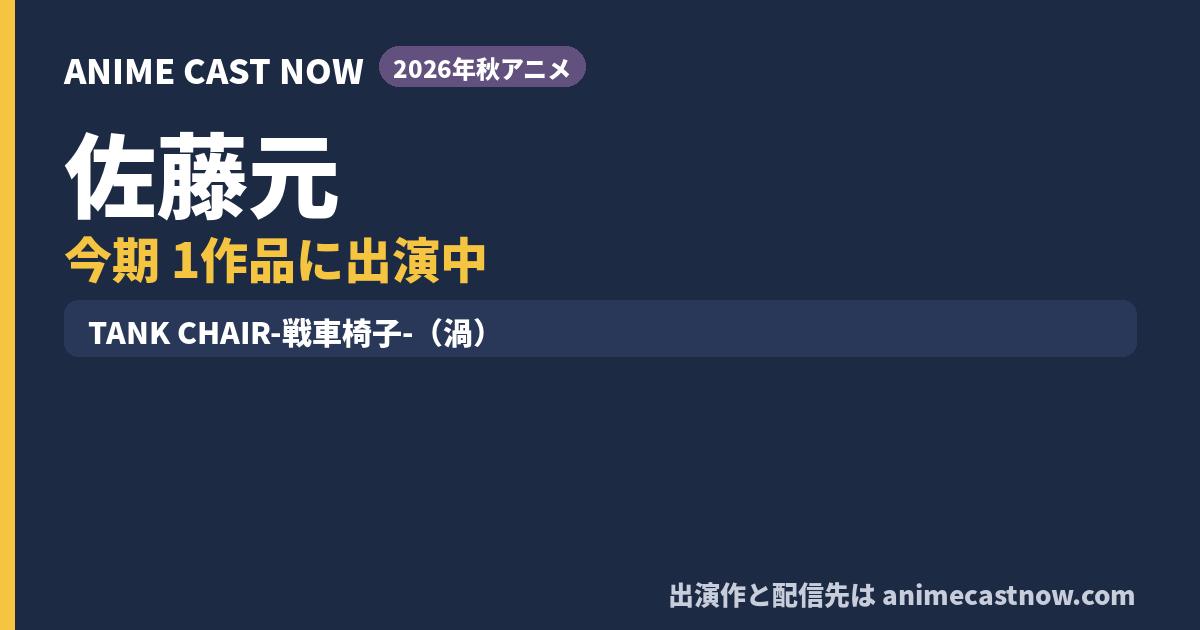 ANIME CAST NOW 2026年秋アニメ
佐藤元
今期 1作品に出演中
TANK CHAIR-戦車椅子-（渦）
出演作と配信先は animecastnow.com